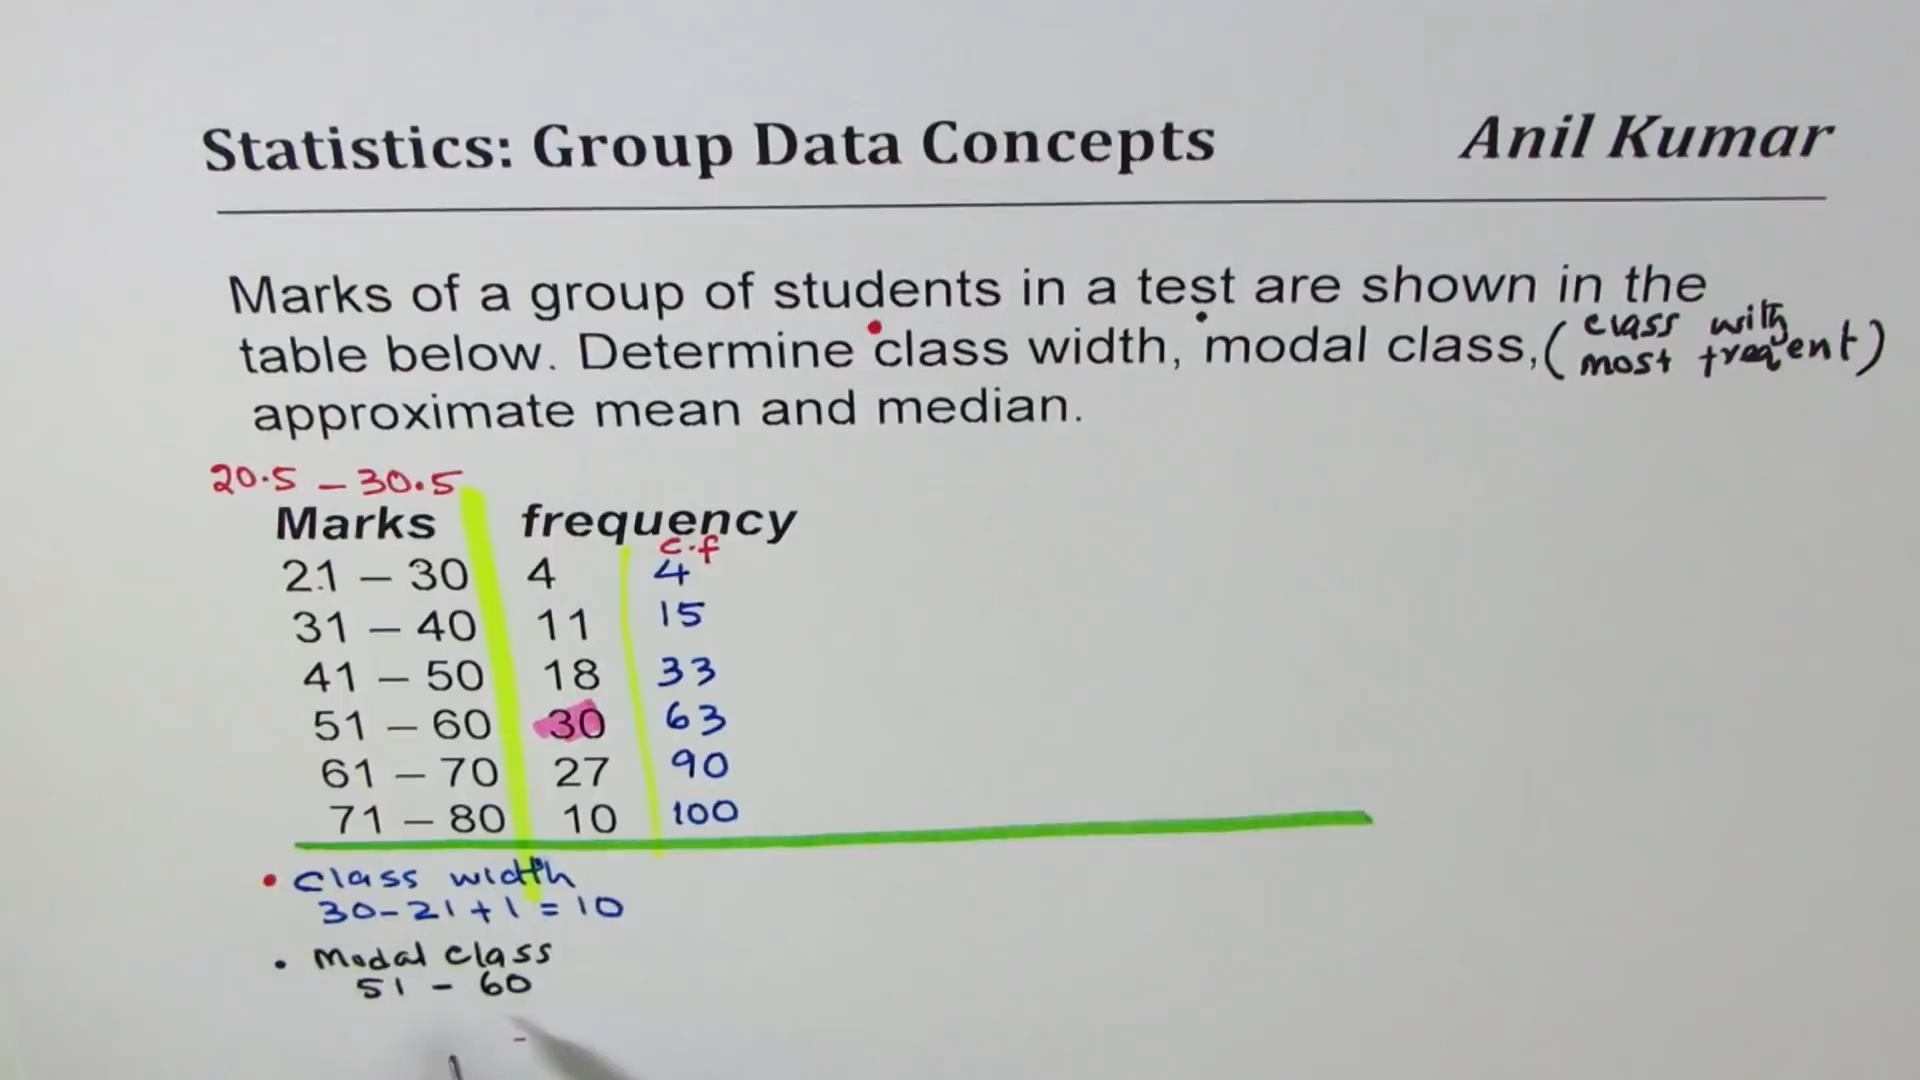 Statistics: Group Data Concepts Anil Kumar
Marks of a group of students in a test are shown in the
table below. Determine class width, modal class, (class with
most freqent)
approximate mean and median.
20.5 - 30.5
Marks frequency
c.f
21 – 30 4 4
31 – 40 11 15
41 – 50 18 33
51 – 60 30 63
61 – 70 27 90
71 – 80 10 100
• Class width
30-21+1 = 10
• Modal class
51 - 60